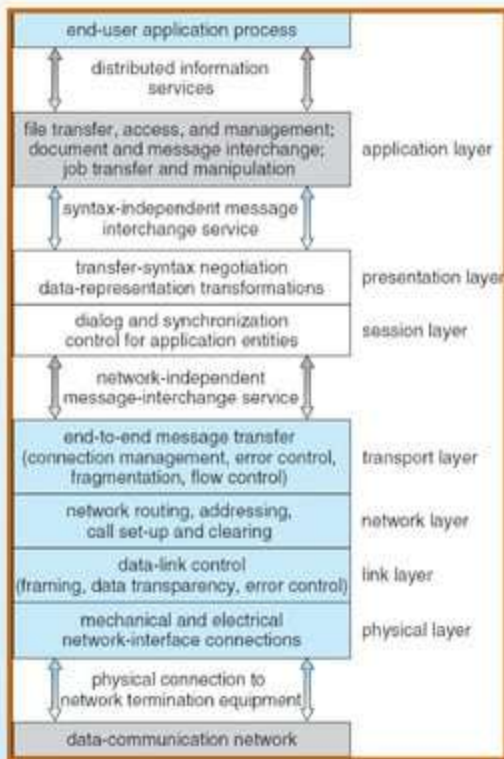 end-user application process
distributed information
services
file transfer, access, and management;
document and message interchange;
job transfer and manipulation
application layer
syntax-independent message
interchange service
transfer-syntax negotiation
data-representation transformations
presentation layer
dialog and synchronization
control for application entities
session layer
network-independent
message-interchange service
end-to-end message transfer
(connection management, error control,
fragmentation, flow control)
transport layer
network routing, addressing,
call set-up and clearing
network layer
data-link control
(framing, data transparency, error control)
link layer
mechanical and electrical
network-interface connections
physical layer
physical connection to
network termination equipment
data-communication network